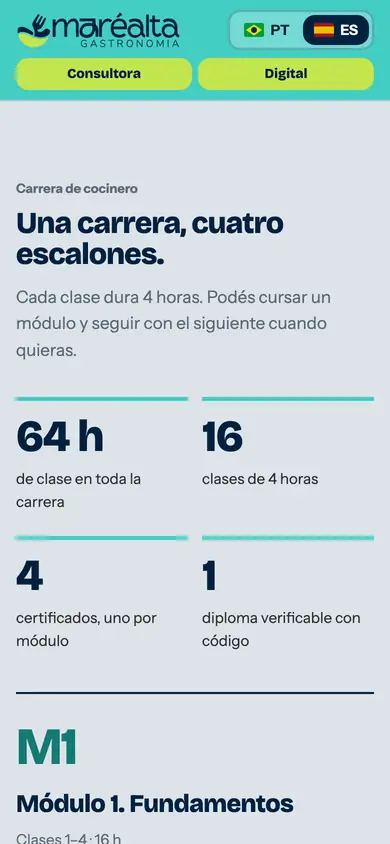 maréalta
GASTRONOMIA
PT
ES
Consultora
Digital
Carrera de cocinero
Una carrera, cuatro
escalones.
Cada clase dura 4 horas. Podés cursar un
módulo y seguir con el siguiente cuando
quieras.
64 h
de clase en toda la
carrera
16
clases de 4 horas
4
certificados, uno por
módulo
1
diploma verificable con
código
M1
Módulo 1. Fundamentos
Clases 1–4 · 16 h